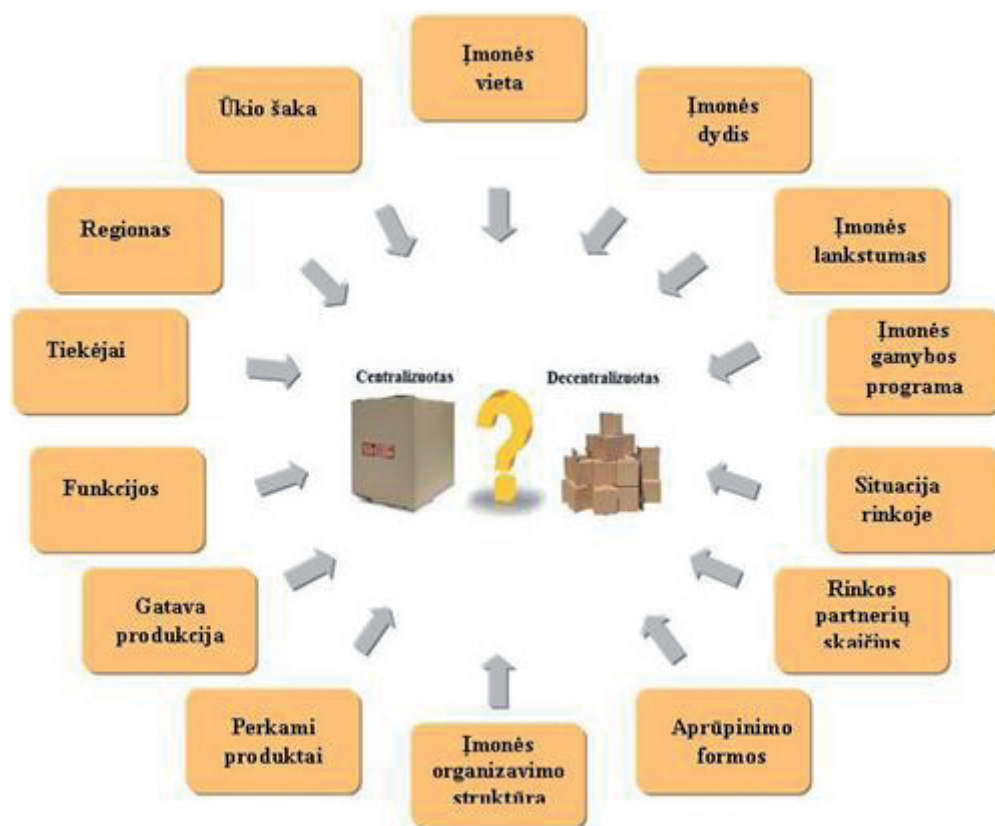 Įmonės
vieta
Įmonės
dydis
Įmonės
lankstumas
Įmonės
gamybos
programa
Situacija
rinkoje
Rinkos
partnerių
skaičius
Aprūpinimo
formos
Įmonės
organizavimo
struktūra
Perkami
produktai
Gatava
produkcija
Funkcijos
Tiekėjai
Regionas
Ūkio šaka
Centralizuotas
?
Decentralizuotas